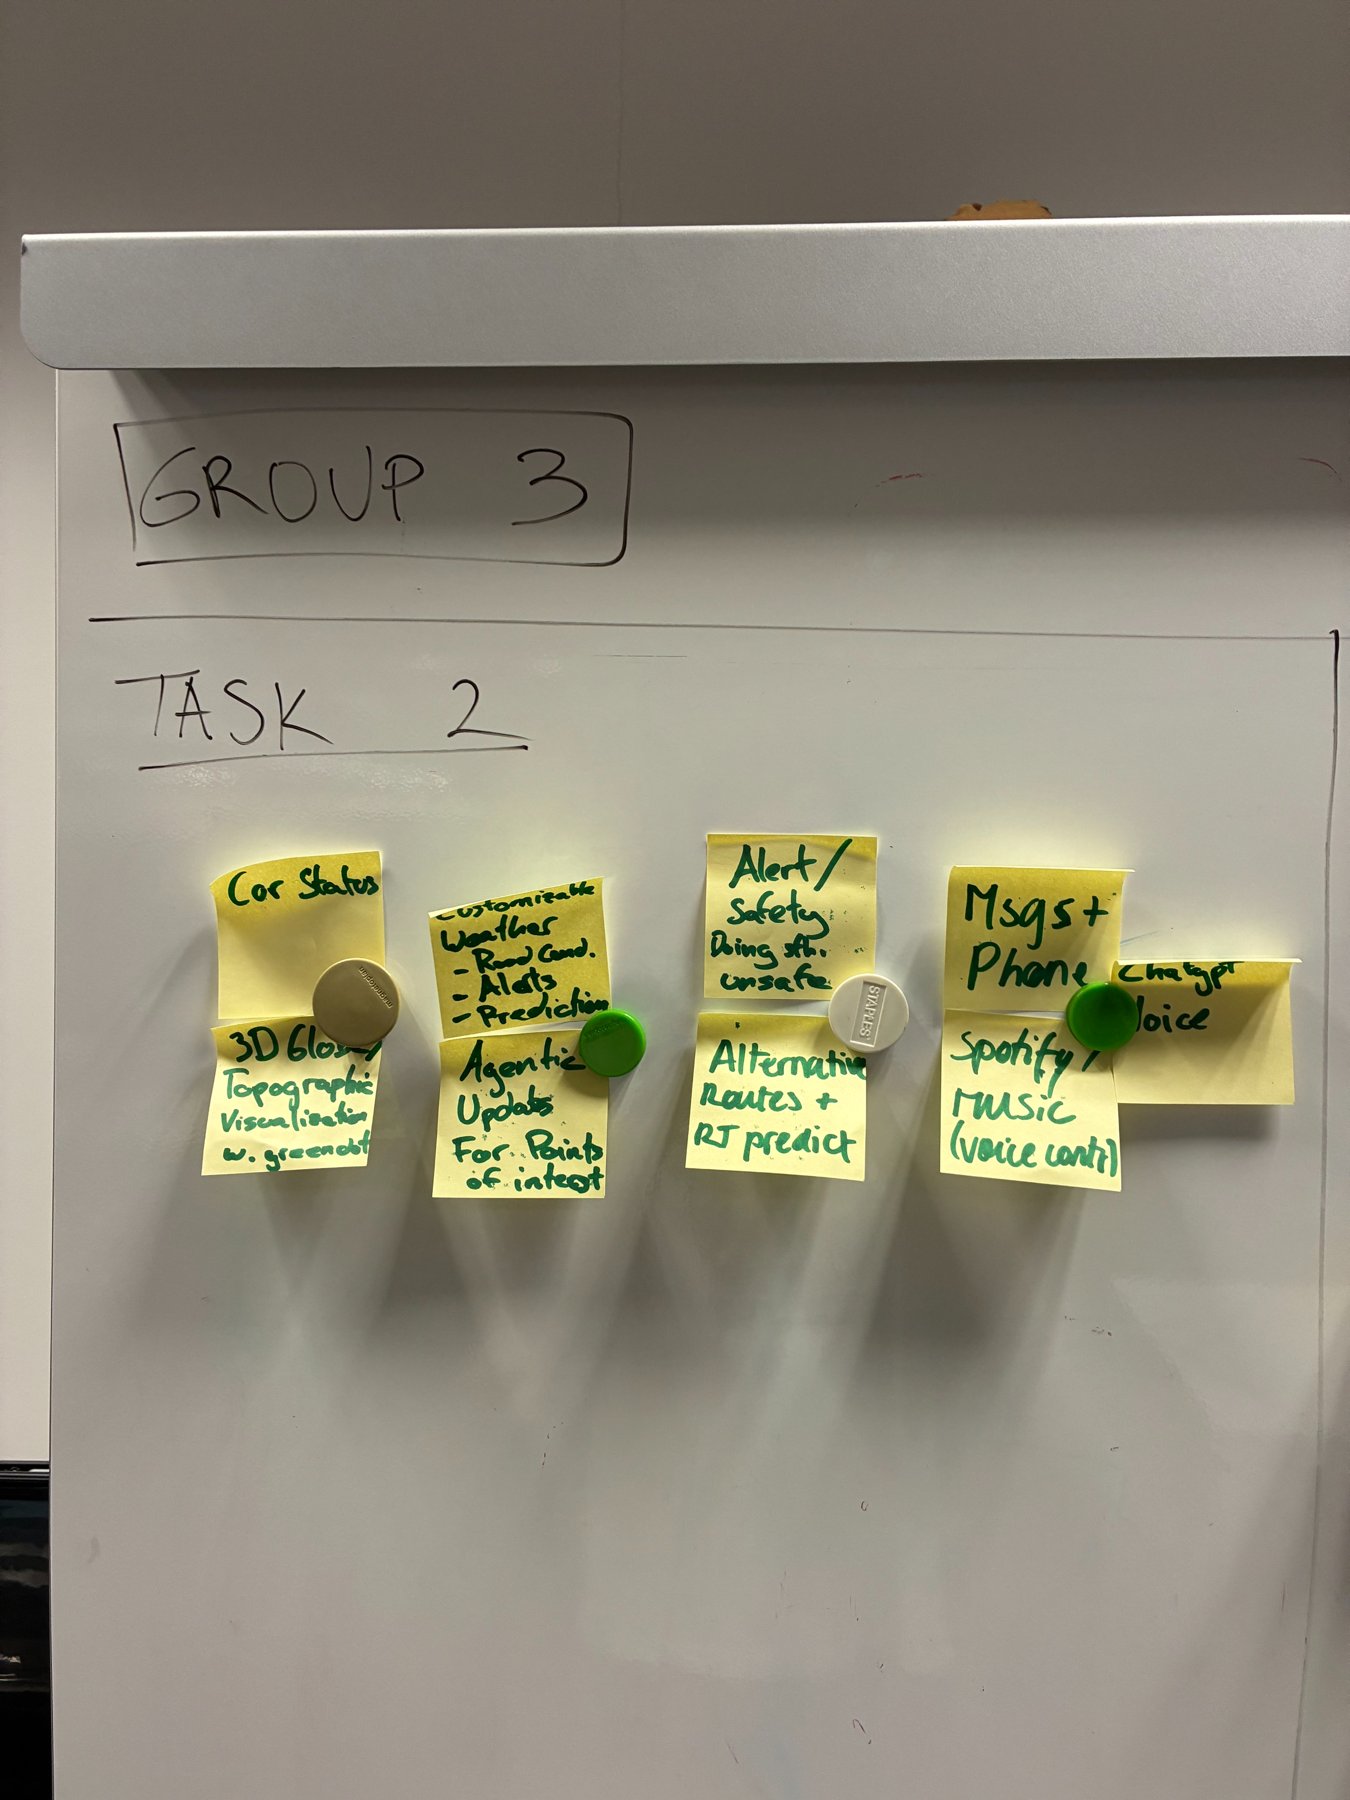 GROUP 3
TASK 2
Car Status
3D
Topographic
Visualization
w. greendot
Customizable
Weather
- Road Cond.
- Alerts
- Prediction
Agentic
Updates
For Points
of interest
Alert/
Safety
Doing sth.
unsafe
STAPLES
Alternative
Routes +
RT predict
Msgs +
Phone
Spotify/
Music
(voice contr)
Chatgpt
Voice